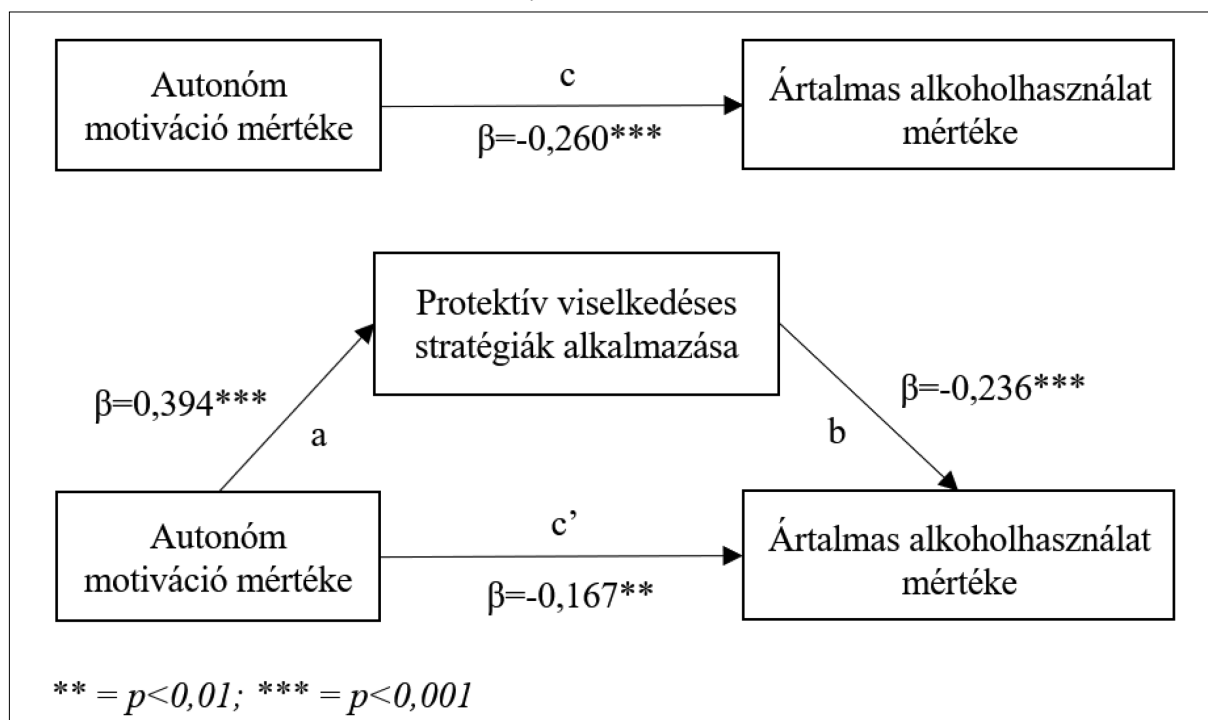 Autonóm
motiváció mértéke
c
β=-0,260***
Ártalmas alkoholhasználat
mértéke
Protektív viselkedéses
stratégiák alkalmazása
β=0,394***
a
β=-0,236***
b
Autonóm
motiváció mértéke
c’
β=-0,167**
Ártalmas alkoholhasználat
mértéke
** = p<0,01; *** = p<0,001